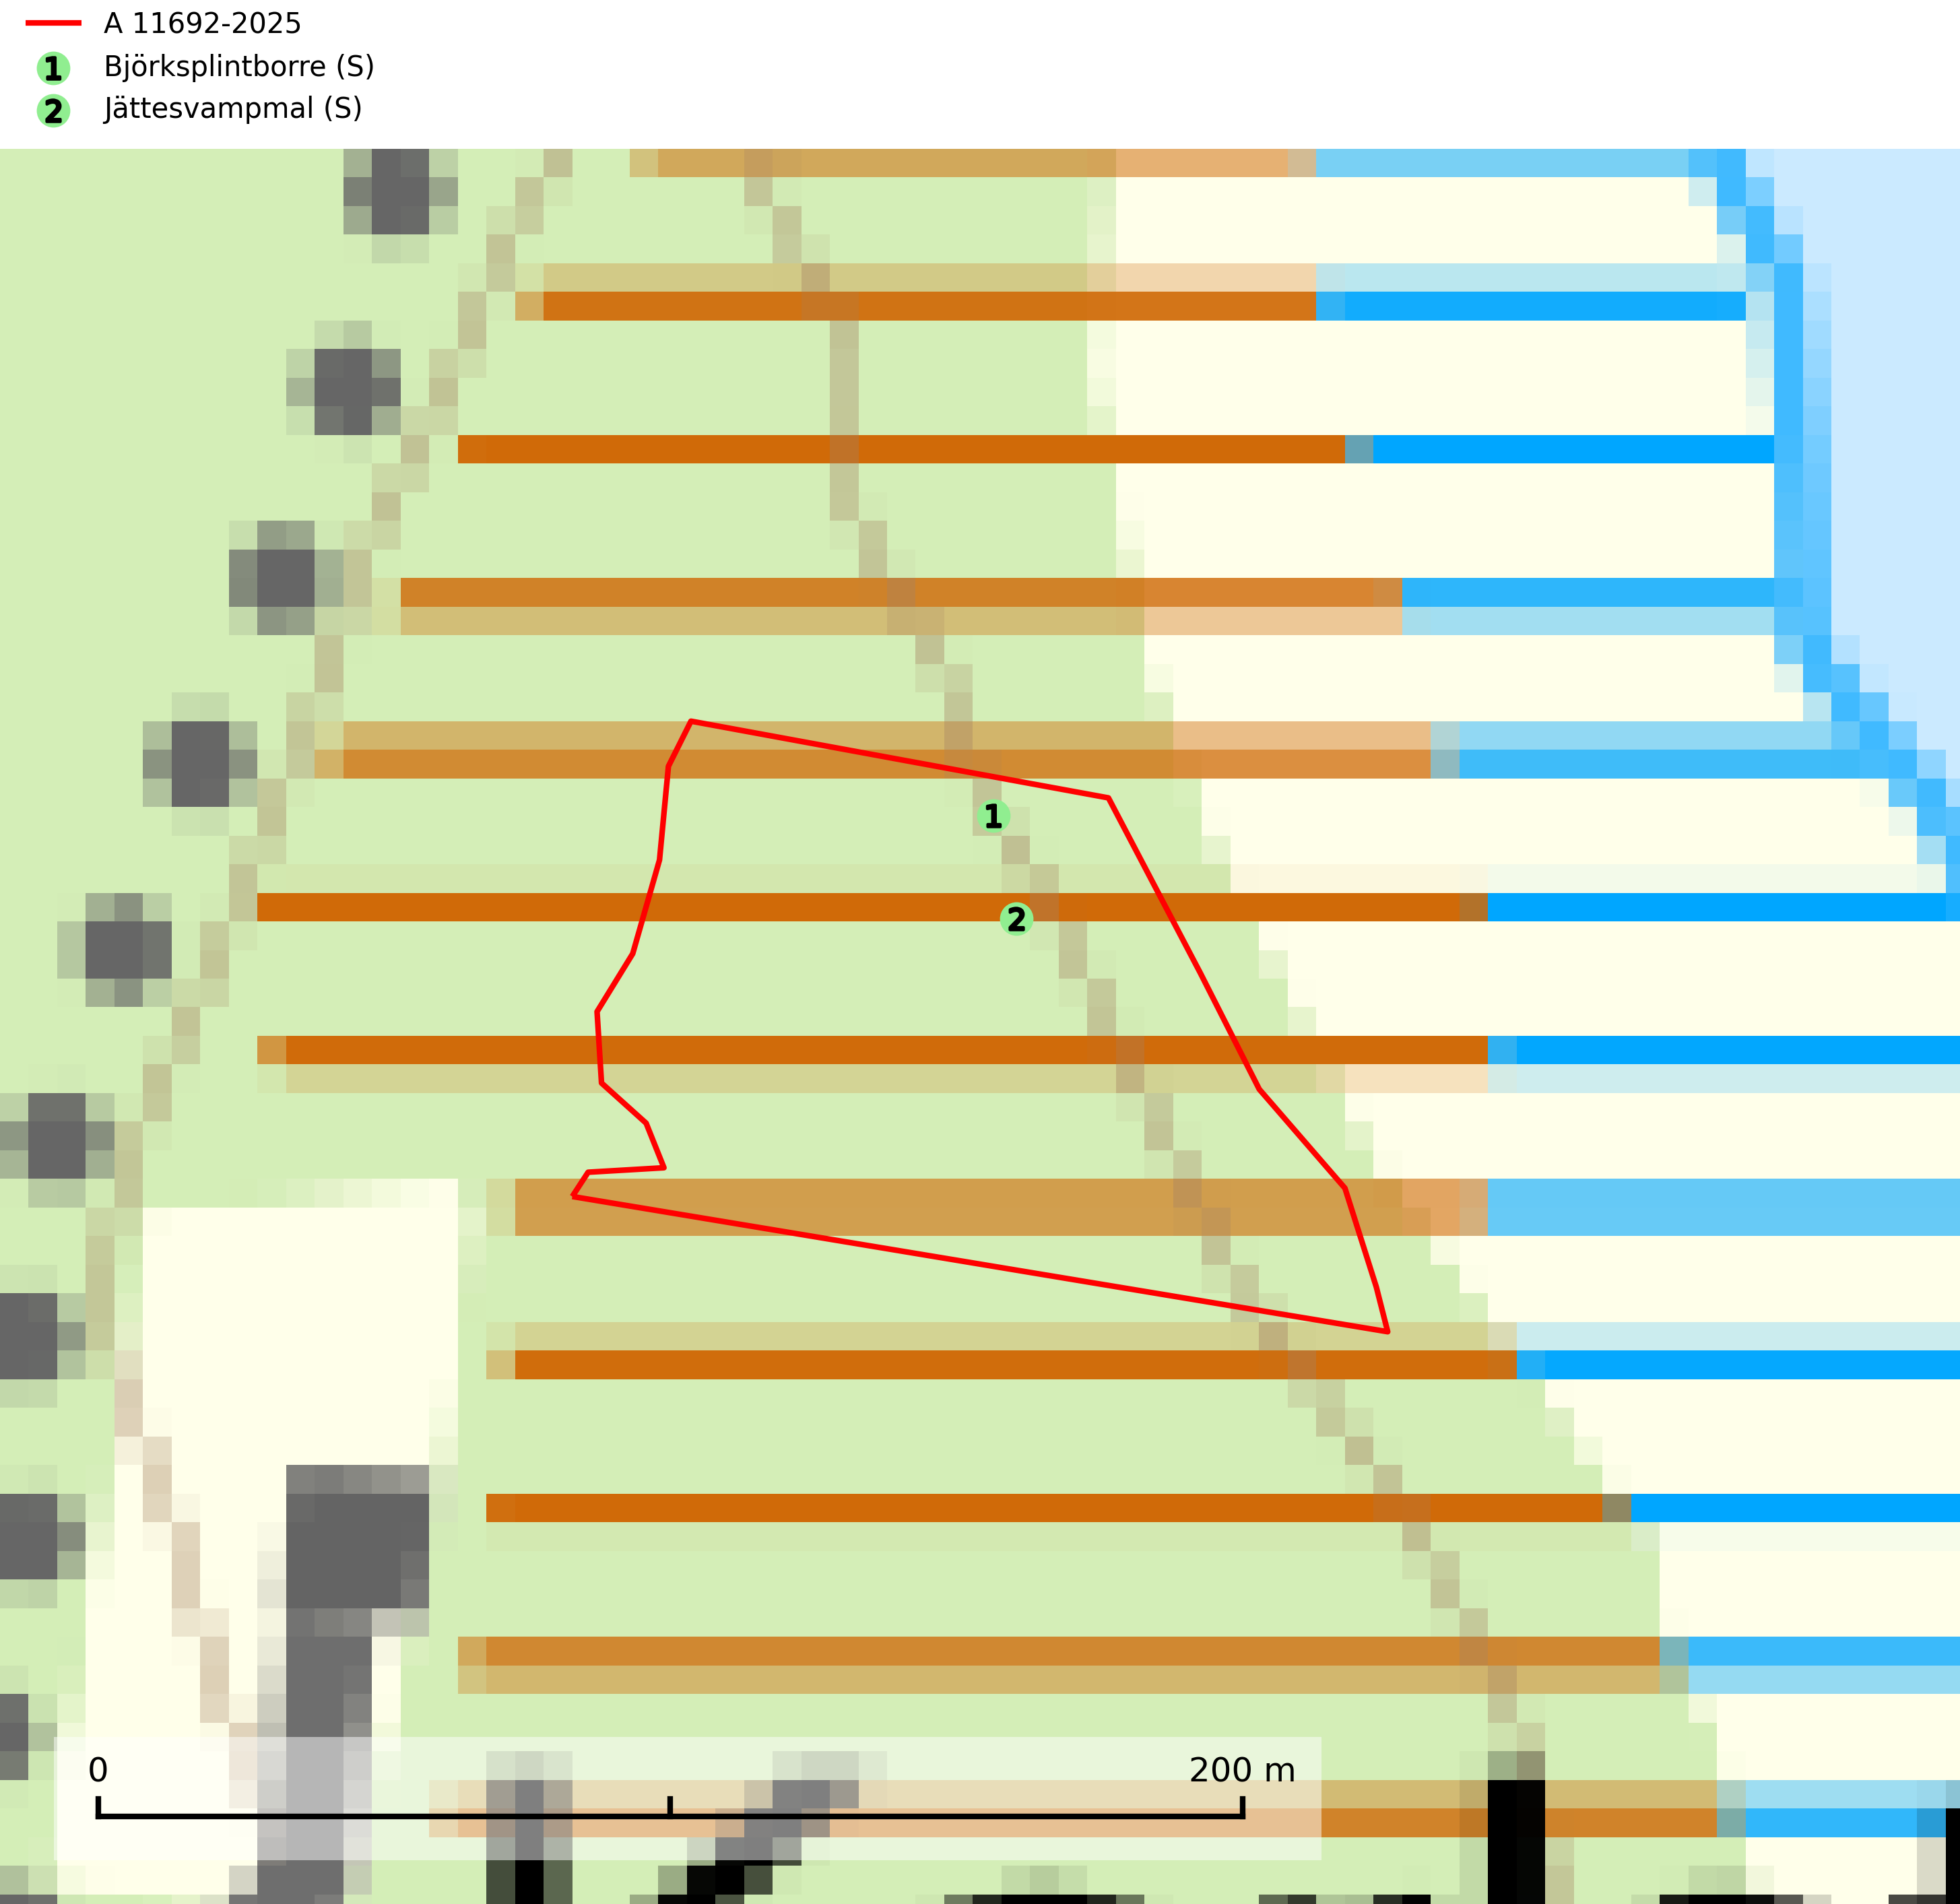 A 11692-2025
1 Björksplintborre (S)
2 Jättesvampmal (S)
1
2
0 200 m